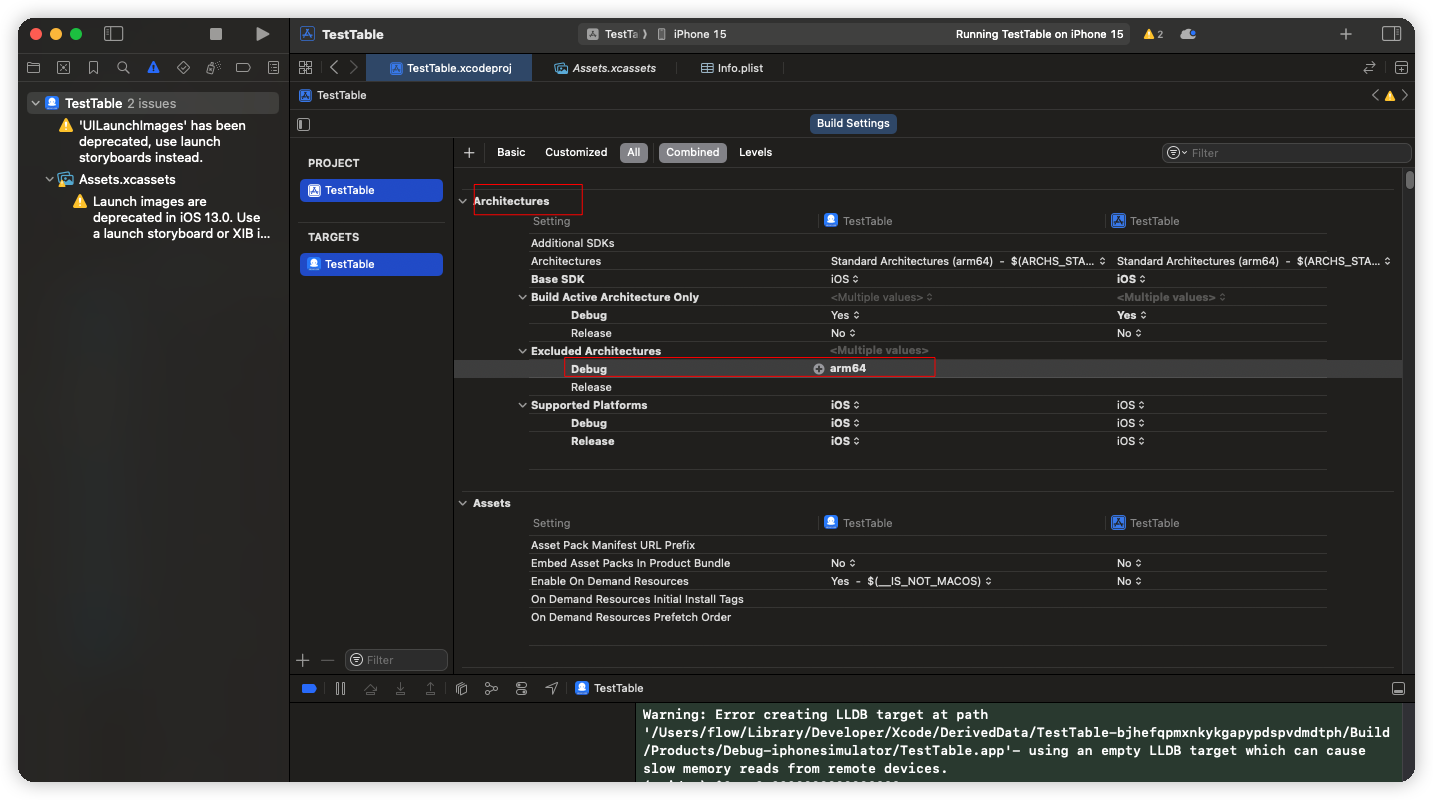 TestTable
TestTa
iPhone 15
Running TestTable on iPhone 15
2
TestTable.xcodeproj
Assets.xcassets
Info.plist
TestTable
TestTable 2 issues
'UILaunchImages' has been
deprecated, use launch
storyboards instead.
Assets.xcassets
Launch images are
deprecated in iOS 13.0. Use
a launch storyboard or XIB i...
Build Settings
PROJECT
TestTable
TARGETS
TestTable
Filter
Basic Customized All Combined Levels
Filter
Architectures
Setting TestTable TestTable
Additional SDKs
Architectures Standard Architectures (arm64) - $(ARCHS_STA... Standard Architectures (arm64) - $(ARCHS_STA...
Base SDK iOS iOS
Build Active Architecture Only <Multiple values> <Multiple values>
Debug Yes Yes
Release No No
Excluded Architectures <Multiple values>
Debug arm64
Release
Supported Platforms iOS iOS
Debug iOS iOS
Release iOS iOS
Assets
Setting TestTable TestTable
Asset Pack Manifest URL Prefix
Embed Asset Packs In Product Bundle No No
Enable On Demand Resources Yes - $(__IS_NOT_MACOS) No
On Demand Resources Initial Install Tags
On Demand Resources Prefetch Order
TestTable
Warning: Error creating LLDB target at path
'/Users/flow/Library/Developer/Xcode/DerivedData/TestTable-bjhefqpmxnkykgapypdspvdmdtph/Build
/Products/Debug-iphonesimulator/TestTable.app'- using an empty LLDB target which can cause
slow memory reads from remote devices.